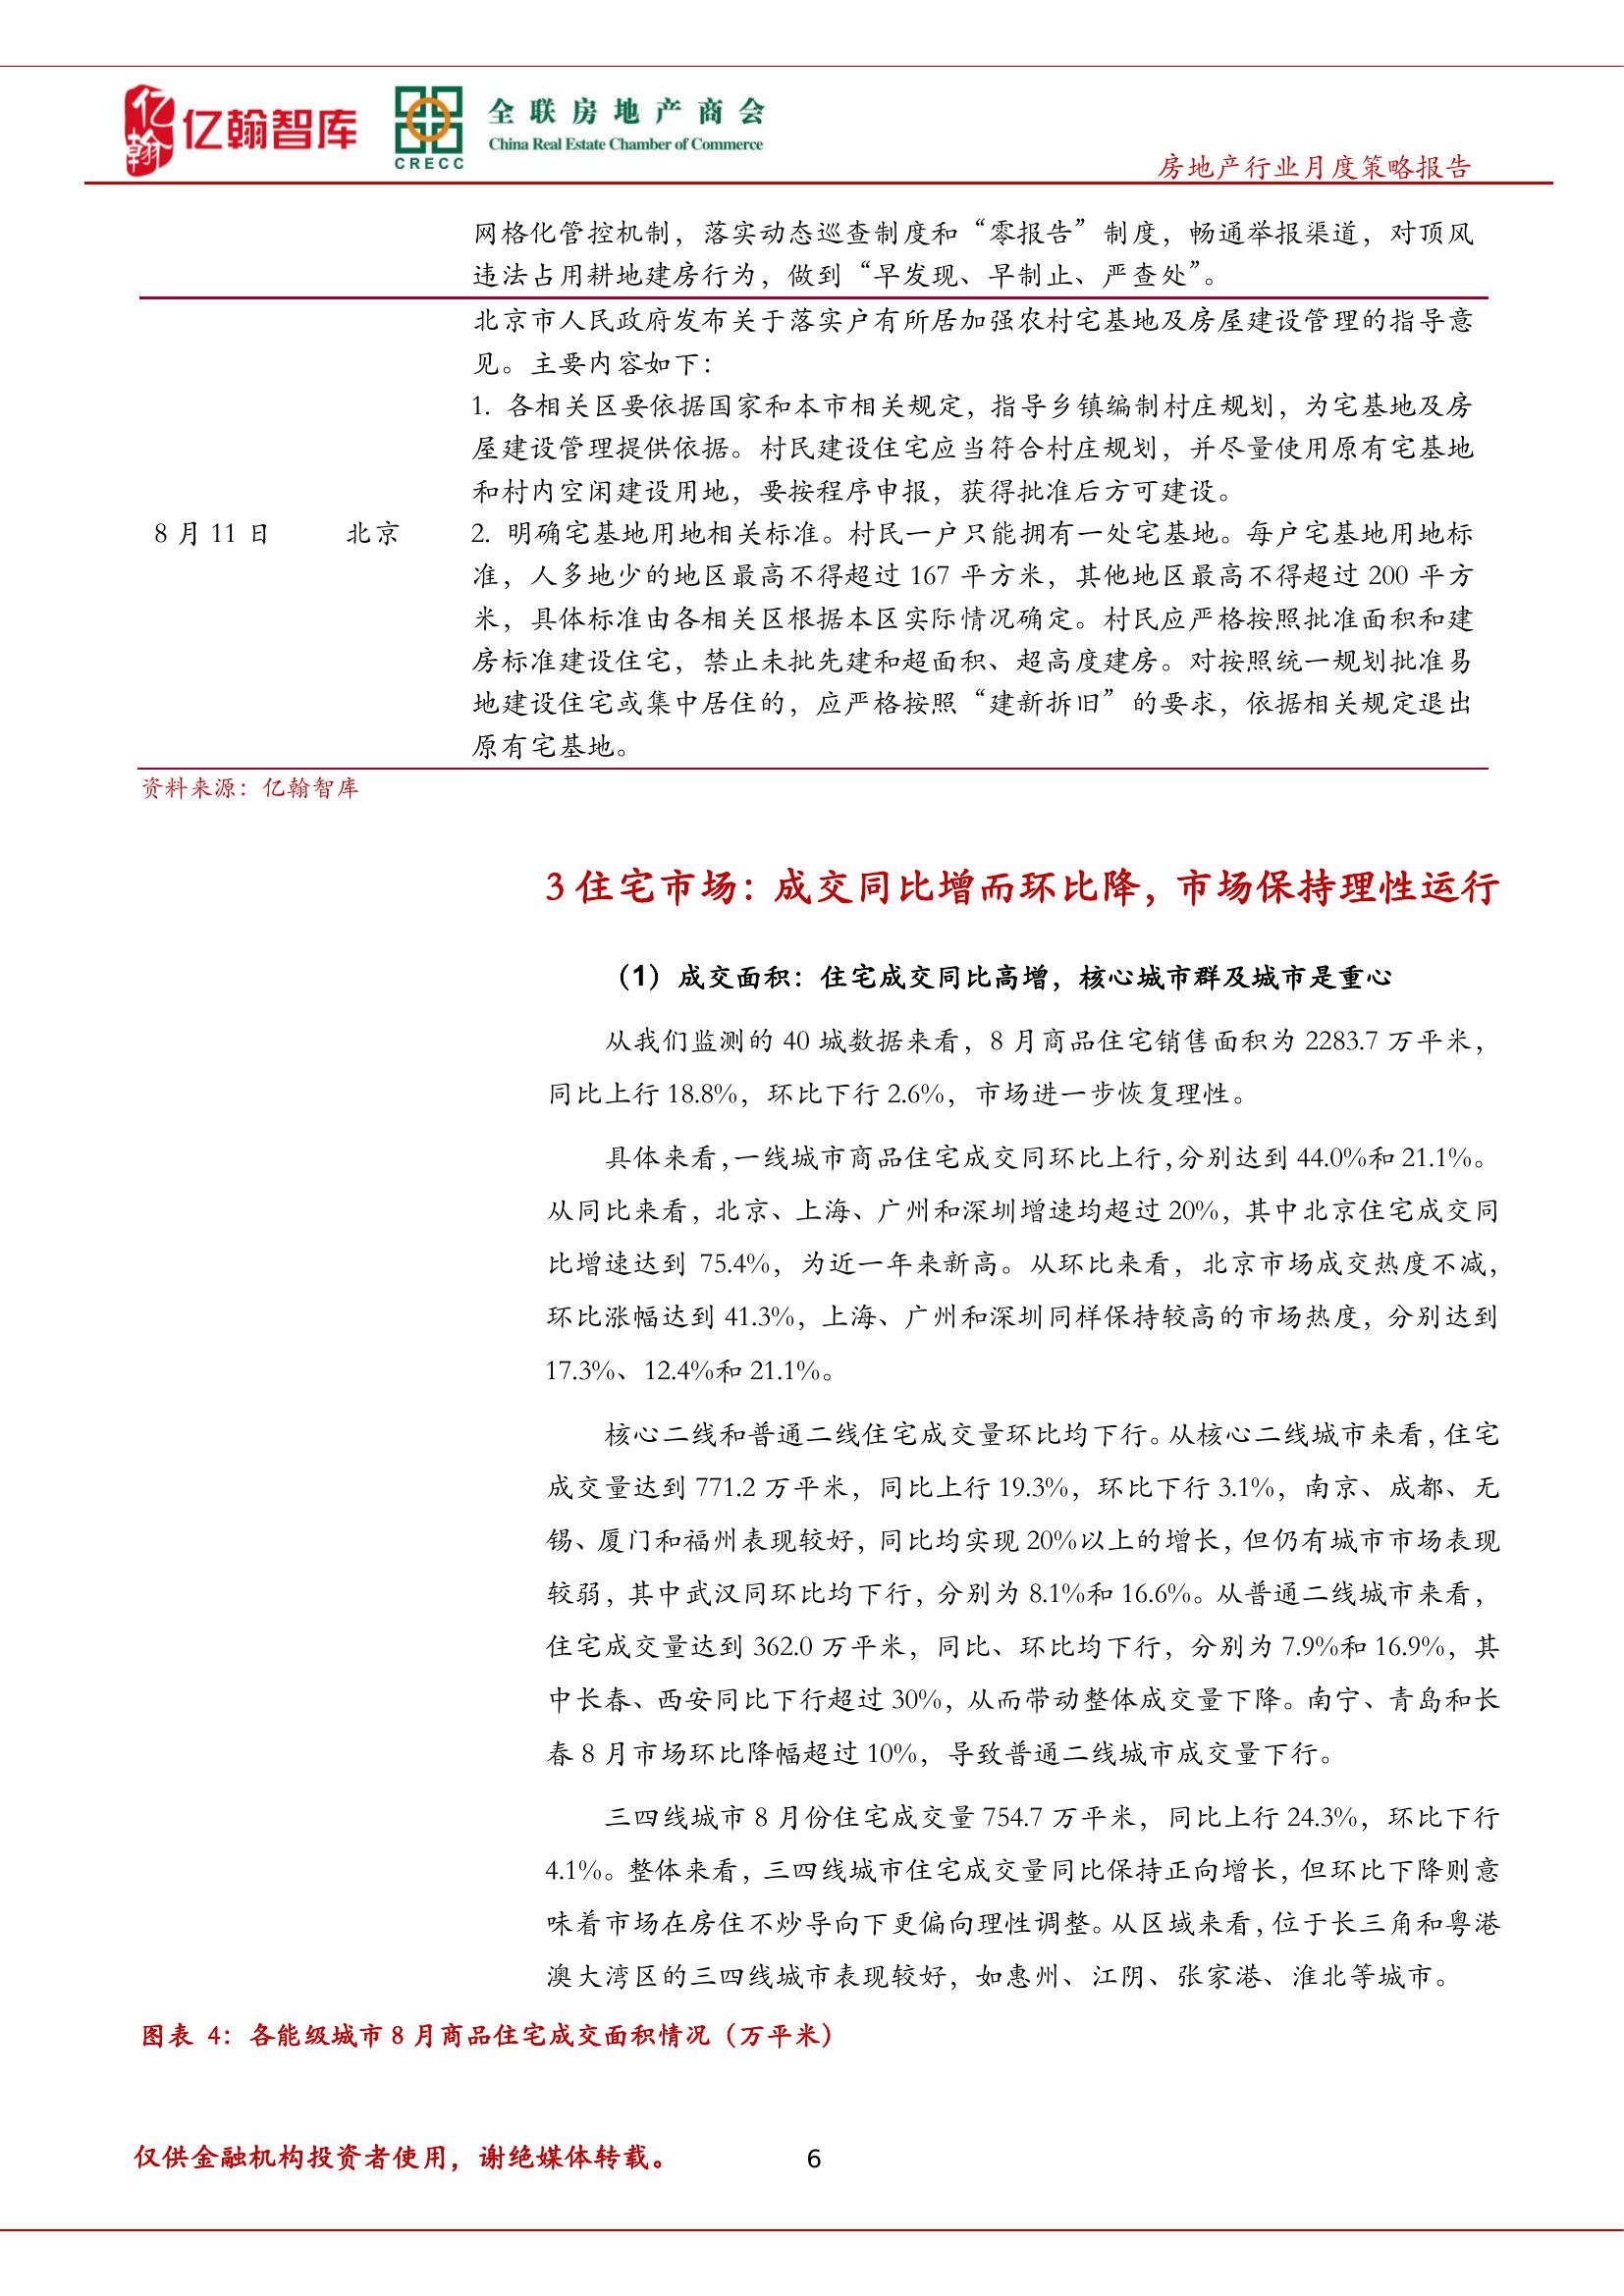 亿翰
亿翰智库
CRECC
全联房地产商会
China Real Estate Chamber of Commerce
房地产行业月度策略报告
网格化管控机制，落实动态巡查制度和“零报告”制度，畅通举报渠道，对顶风
违法占用耕地建房行为，做到“早发现、早制止、严查处”。
北京市人民政府发布关于落实户有所居加强农村宅基地及房屋建设管理的指导意
见。主要内容如下：
1. 各相关区要依据国家和本市相关规定，指导乡镇编制村庄规划，为宅基地及房
屋建设管理提供依据。村民建设住宅应当符合村庄规划，并尽量使用原有宅基地
和村内空闲建设用地，要按程序申报，获得批准后方可建设。
8 月 11 日 北京 2. 明确宅基地用地相关标准。村民一户只能拥有一处宅基地。每户宅基地用地标
准，人多地少的地区最高不得超过 167 平方米，其他地区最高不得超过 200 平方
米，具体标准由各相关区根据本区实际情况确定。村民应严格按照批准面积和建
房标准建设住宅，禁止未批先建和超面积、超高度建房。对按照统一规划批准易
地建设住宅或集中居住的，应严格按照“建新拆旧”的要求，依据相关规定退出
原有宅基地。
资料来源：亿翰智库
3 住宅市场：成交同比增而环比降，市场保持理性运行
（1）成交面积：住宅成交同比高增，核心城市群及城市是重心
从我们监测的 40 城数据来看，8 月商品住宅销售面积为 2283.7 万平米，
同比上行 18.8%，环比下行 2.6%，市场进一步恢复理性。
具体来看，一线城市商品住宅成交同环比上行，分别达到 44.0%和 21.1%。
从同比来看，北京、上海、广州和深圳增速均超过 20%，其中北京住宅成交同
比增速达到 75.4%，为近一年来新高。从环比来看，北京市场成交热度不减，
环比涨幅达到 41.3%，上海、广州和深圳同样保持较高的市场热度，分别达到
17.3%、12.4%和 21.1%。
核心二线和普通二线住宅成交量环比均下行。从核心二线城市来看，住宅
成交量达到 771.2 万平米，同比上行 19.3%，环比下行 3.1%，南京、成都、无
锡、厦门和福州表现较好，同比均实现 20%以上的增长，但仍有城市市场表现
较弱，其中武汉同环比均下行，分别为 8.1%和 16.6%。从普通二线城市来看，
住宅成交量达到 362.0 万平米，同比、环比均下行，分别为 7.9%和 16.9%，其
中长春、西安同比下行超过 30%，从而带动整体成交量下降。南宁、青岛和长
春 8 月市场环比降幅超过 10%，导致普通二线城市成交量下行。
三四线城市 8 月份住宅成交量 754.7 万平米，同比上行 24.3%，环比下行
4.1%。整体来看，三四线城市住宅成交量同比保持正向增长，但环比下降则意
味着市场在房住不炒导向下更偏向理性调整。从区域来看，位于长三角和粤港
澳大湾区的三四线城市表现较好，如惠州、江阴、张家港、淮北等城市。
图表 4：各能级城市 8 月商品住宅成交面积情况（万平米）
仅供金融机构投资者使用，谢绝媒体转载。 6